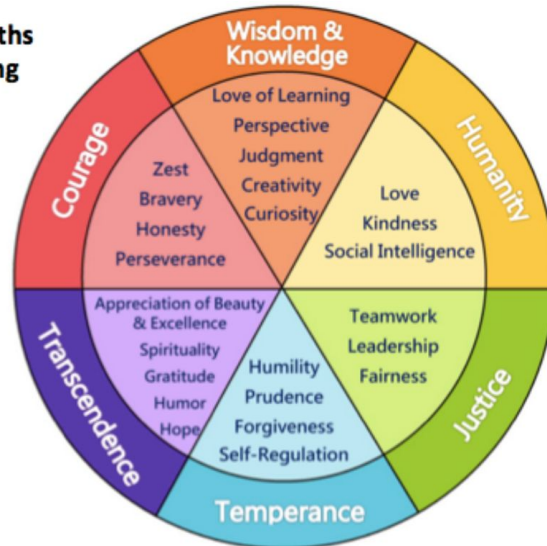 ths
ng
Wisdom &
Knowledge
Love of Learning
Perspective
Judgment
Creativity
Curiosity
Humanity
Love
Kindness
Social Intelligence
Justice
Teamwork
Leadership
Fairness
Temperance
Humility
Prudence
Forgiveness
Self-Regulation
Transcendence
Appreciation of Beauty
& Excellence
Spirituality
Gratitude
Humor
Hope
Courage
Zest
Bravery
Honesty
Perseverance